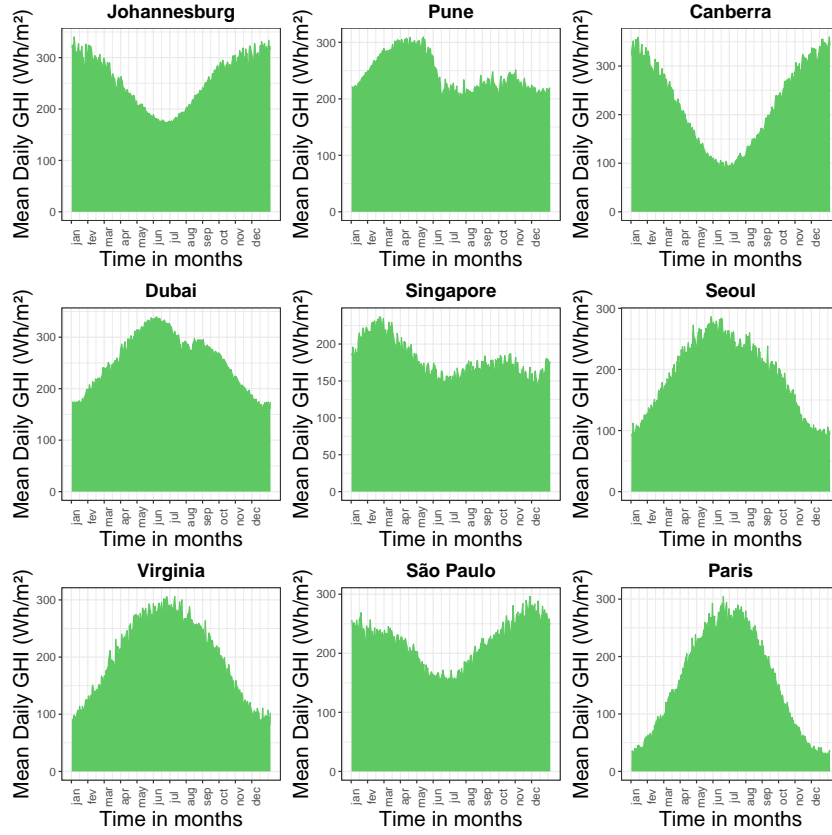 Johannesburg
Mean Daily GHI (Wh/m²)
300
200
100
0
jan fev mar apr may jun jul aug sep oct nov dec
Time in months
Pune
Mean Daily GHI (Wh/m²)
300
200
100
0
jan fev mar apr may jun jul aug sep oct nov dec
Time in months
Canberra
Mean Daily GHI (Wh/m²)
300
200
100
0
jan fev mar apr may jun jul aug sep oct nov dec
Time in months
Dubai
Mean Daily GHI (Wh/m²)
300
200
100
0
jan fev mar apr may jun jul aug sep oct nov dec
Time in months
Singapore
Mean Daily GHI (Wh/m²)
200
150
100
50
0
jan fev mar apr may jun jul aug sep oct nov dec
Time in months
Seoul
Mean Daily GHI (Wh/m²)
300
200
100
0
jan fev mar apr may jun jul aug sep oct nov dec
Time in months
Virginia
Mean Daily GHI (Wh/m²)
300
200
100
0
jan fev mar apr may jun jul aug sep oct nov dec
Time in months
São Paulo
Mean Daily GHI (Wh/m²)
300
200
100
0
jan fev mar apr may jun jul aug sep oct nov dec
Time in months
Paris
Mean Daily GHI (Wh/m²)
300
200
100
0
jan fev mar apr may jun jul aug sep oct nov dec
Time in months